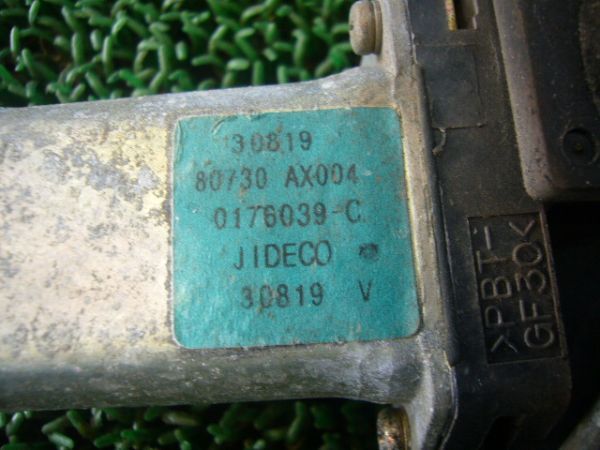 30819
80730 AX004
0176039-C
JIDECO
30819 V
>PBT-
GF30<